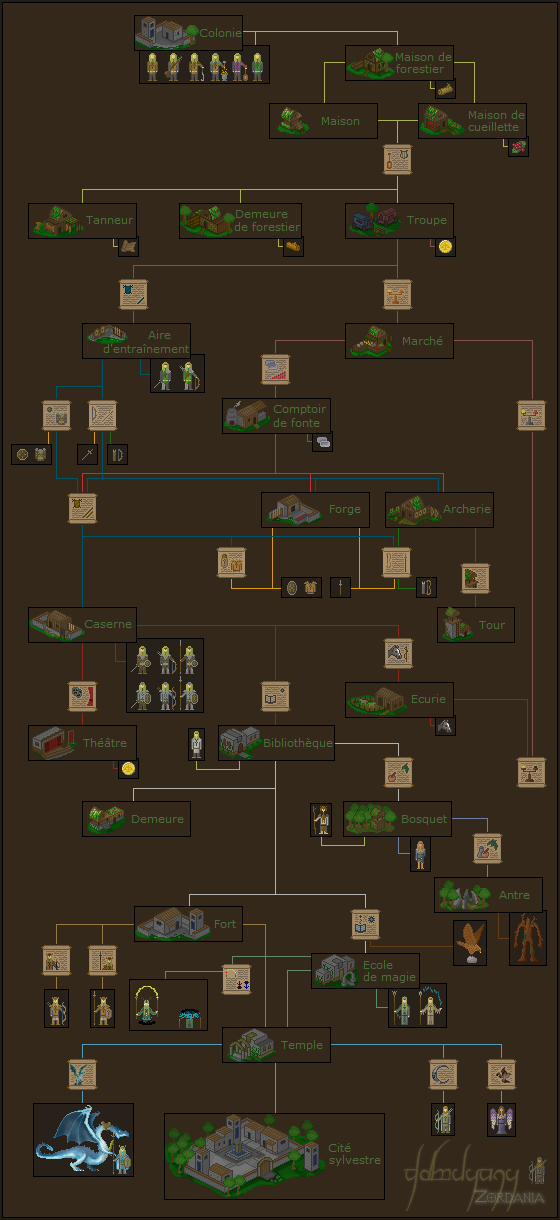 Colonie
Maison de
forestier
Maison
Maison de
cueillette
Tanneur
Demeure
de forestier
Troupe
Aire
d'entraînement
Marché
Comptoir
de fonte
Forge
Archerie
Caserne
Tour
Ecurie
Théâtre
Bibliothèque
Demeure
Bosquet
Antre
Fort
Ecole
de magie
Temple
Cité
sylvestre
ZORDANIA